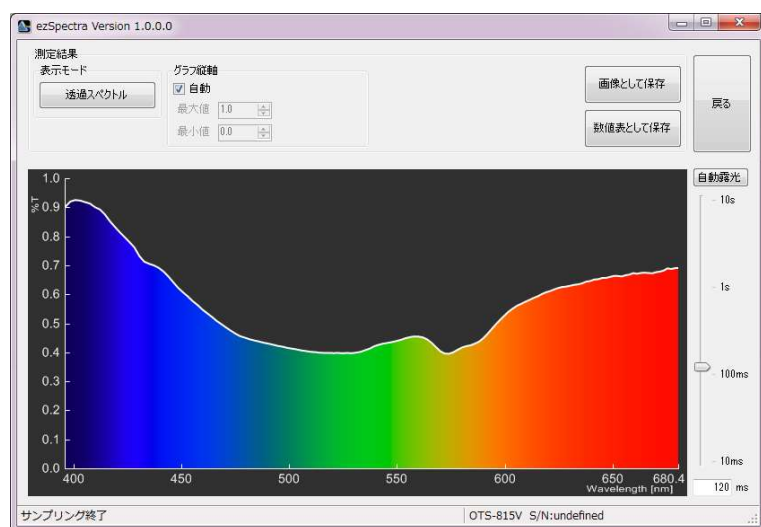 ezSpectra Version 1.0.0.0
測定結果
表示モード
透過スペクトル
グラフ縦軸
自動
最大値 1.0
最小値 0.0
画像として保存
数値表として保存
戻る
自動露光
10s
1s
100ms
10ms
120 ms
%T
1.0
0.9
0.8
0.7
0.6
0.5
0.4
0.3
0.2
0.1
0.0
400 450 500 550 600 650 680.4
Wavelength [nm]
サンプリング終了
OTS-815V S/N:undefined